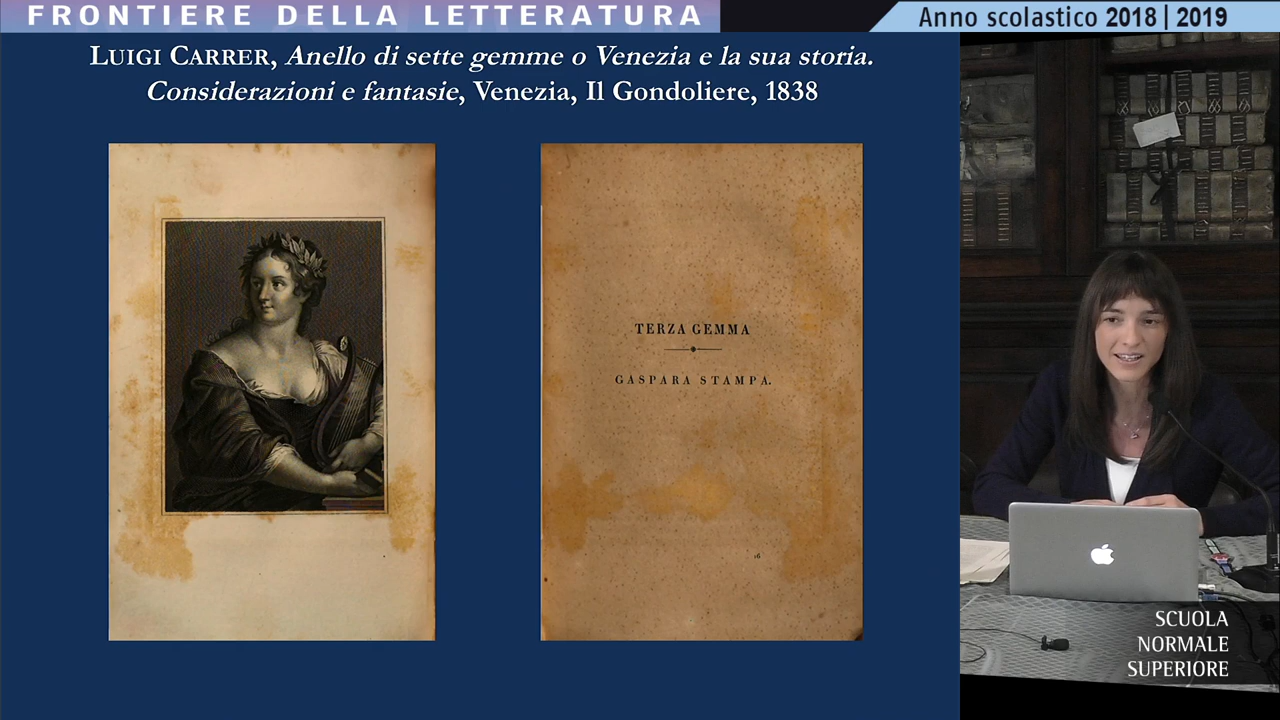 FRONTIERE DELLA LETTERATURA
Anno scolastico 2018 | 2019
LUIGI CARRER, Anello di sette gemme o Venezia e la sua storia.
Considerazioni e fantasie, Venezia, Il Gondoliere, 1838
TERZA GEMMA
GASPARA STAMPA.
16
SCUOLA
NORMALE
SUPERIORE